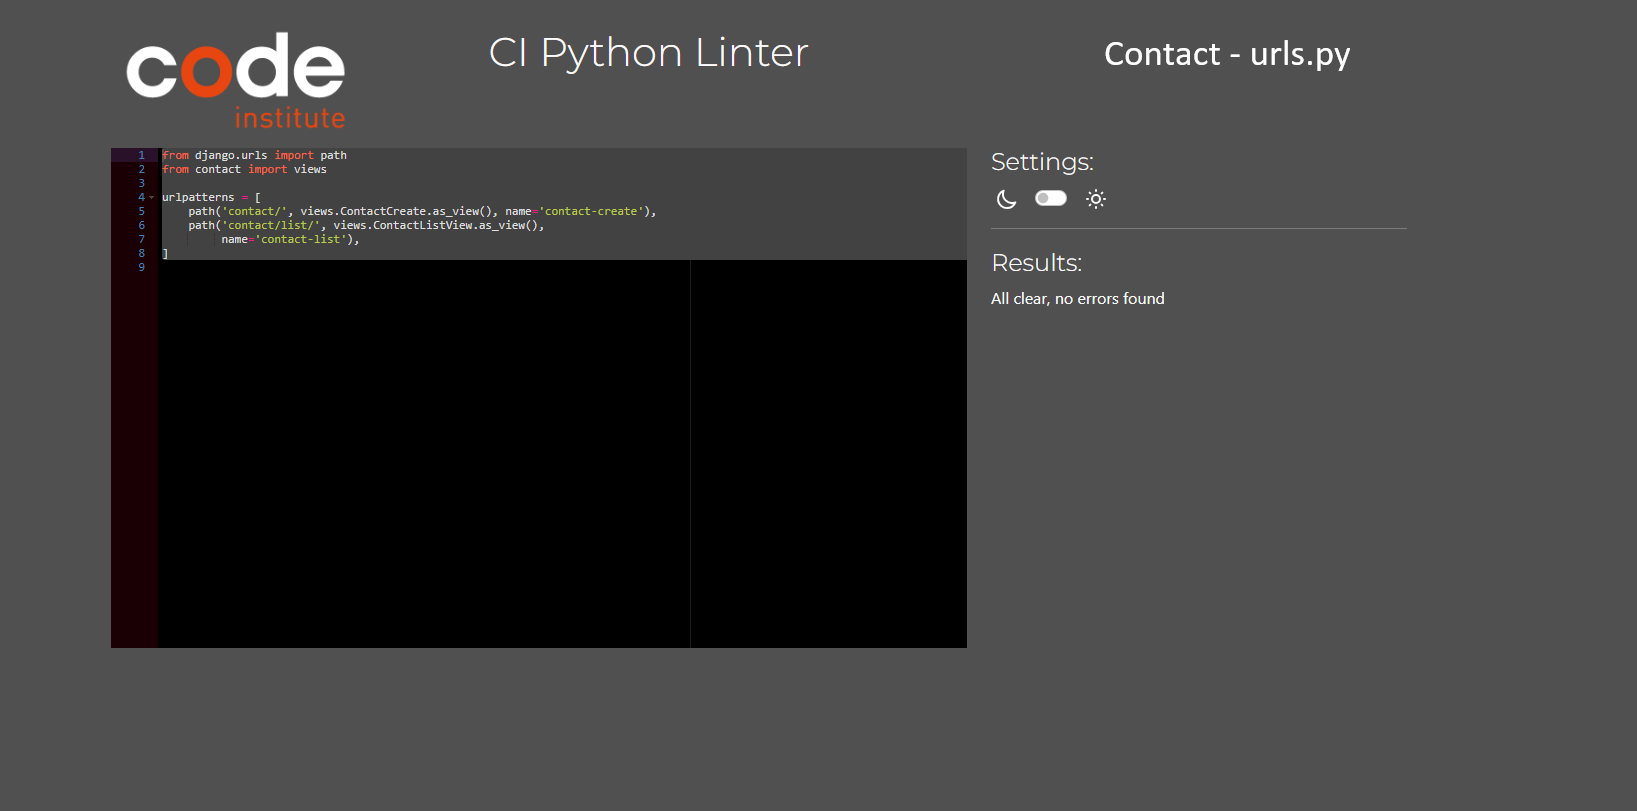 code
institute
CI Python Linter
Contact - urls.py
1 from django.urls import path
2 from contact import views
3
4 urlpatterns = [
5     path('contact/', views.ContactCreate.as_view(), name='contact-create'),
6     path('contact/list/', views.ContactListView.as_view(),
7          name='contact-list'),
8 ]
9
Settings:
Results:
All clear, no errors found